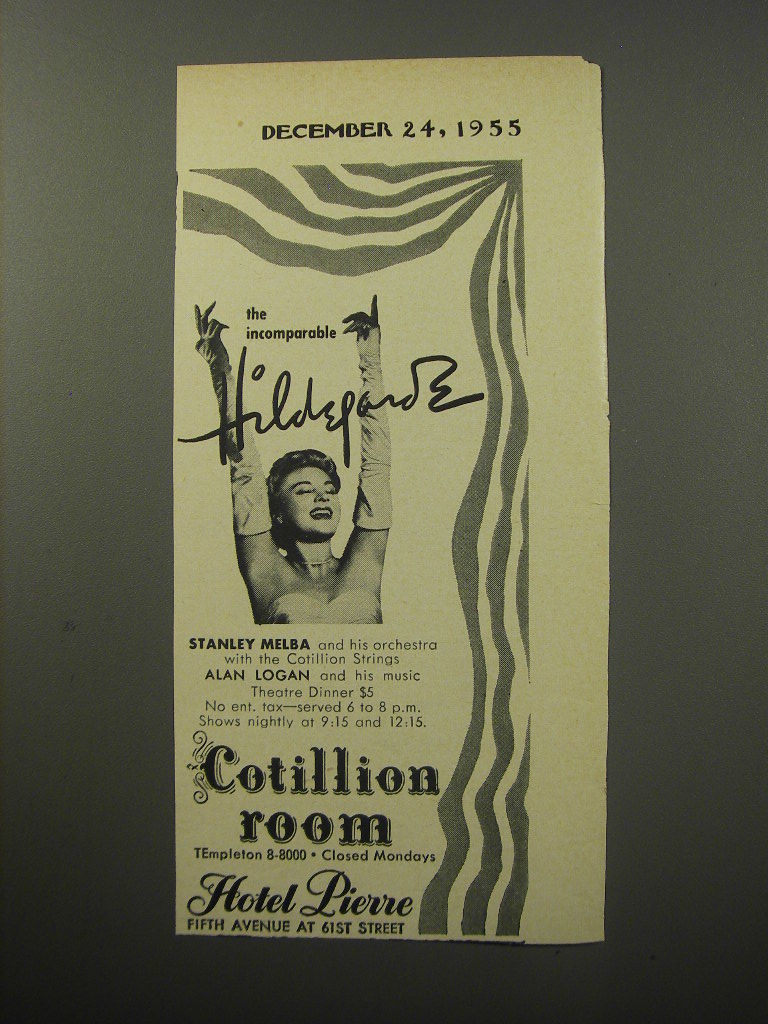 DECEMBER 24, 1955
the
incomparable
Hildegarde
STANLEY MELBA and his orchestra
with the Cotillion Strings
ALAN LOGAN and his music
Theatre Dinner $5
No ent. tax—served 6 to 8 p.m.
Shows nightly at 9:15 and 12:15.
Cotillion
room
TEmpleton 8-8000 • Closed Mondays
Hotel Pierre
FIFTH AVENUE AT 61ST STREET